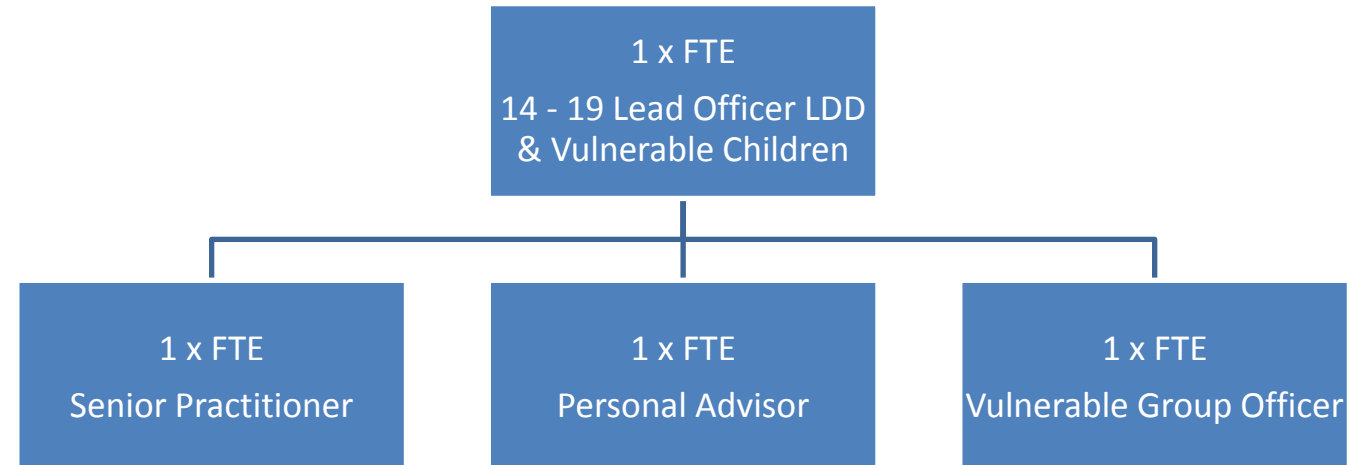 1 x FTE
14 - 19 Lead Officer LDD
& Vulnerable Children
1 x FTE
Senior Practitioner
1 x FTE
Personal Advisor
1 x FTE
Vulnerable Group Officer